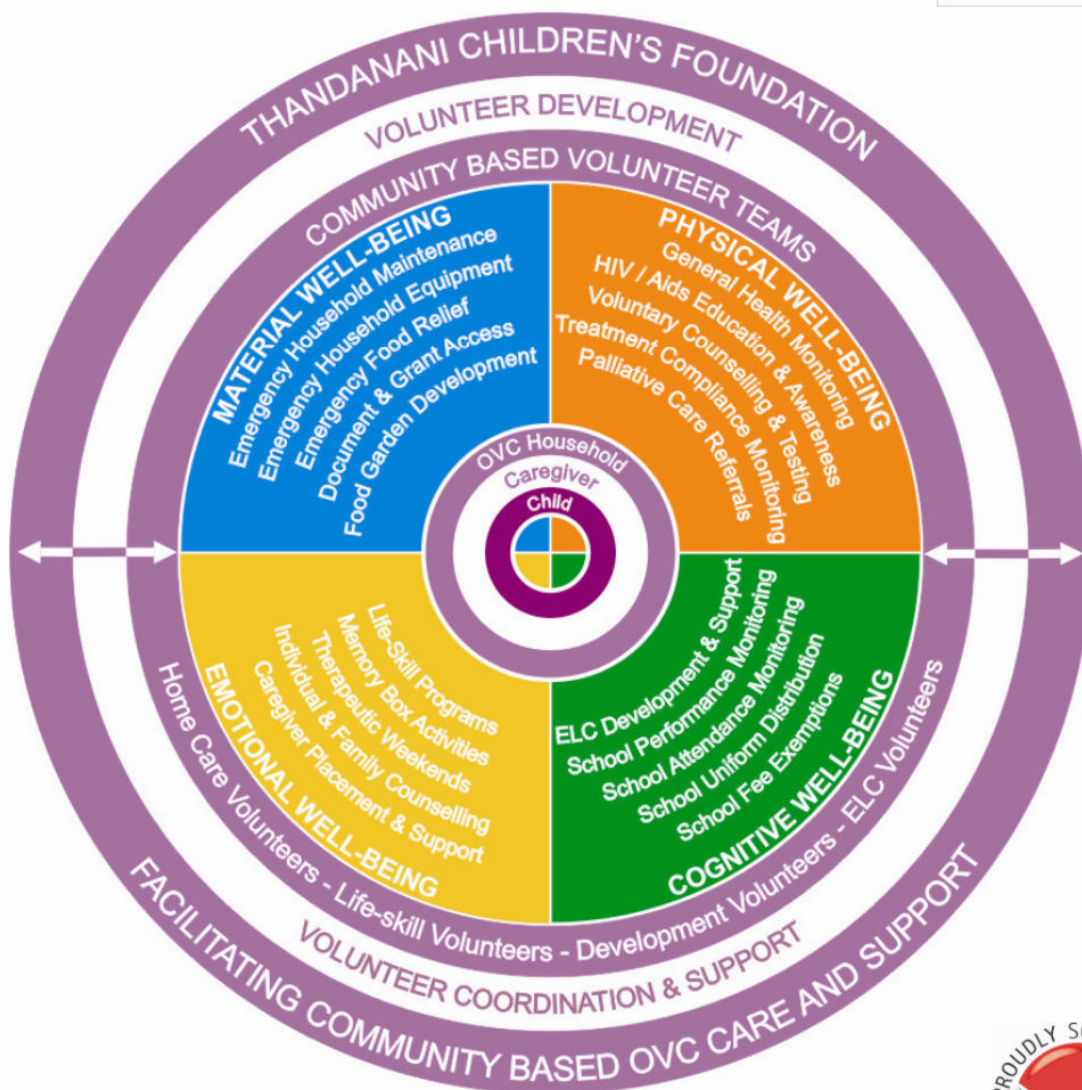 THANDANANI CHILDREN'S FOUNDATION
VOLUNTEER DEVELOPMENT
COMMUNITY BASED VOLUNTEER TEAMS
MATERIAL WELL-BEING
Emergency Household Maintenance
Emergency Household Equipment
Emergency Food Relief
Document & Grant Access
Food Garden Development
PHYSICAL WELL-BEING
General Health Monitoring
HIV / Aids Education & Awareness
Voluntary Counselling & Testing
Treatment Compliance Monitoring
Palliative Care Referrals
OVC Household
Caregiver
Child
Life-Skill Programs
Memory Box Activities
Therapeutic Weekends
Individual & Family Counselling
Caregiver Placement & Support
EMOTIONAL WELL-BEING
ELC Development & Support
School Performance Monitoring
School Attendance Monitoring
School Uniform Distribution
School Fee Exemptions
COGNITIVE WELL-BEING
Home Care Volunteers - Life-skill Volunteers - Development Volunteers - ELC Volunteers
VOLUNTEER COORDINATION & SUPPORT
FACILITATING COMMUNITY BASED OVC CARE AND SUPPORT
PROUDLY